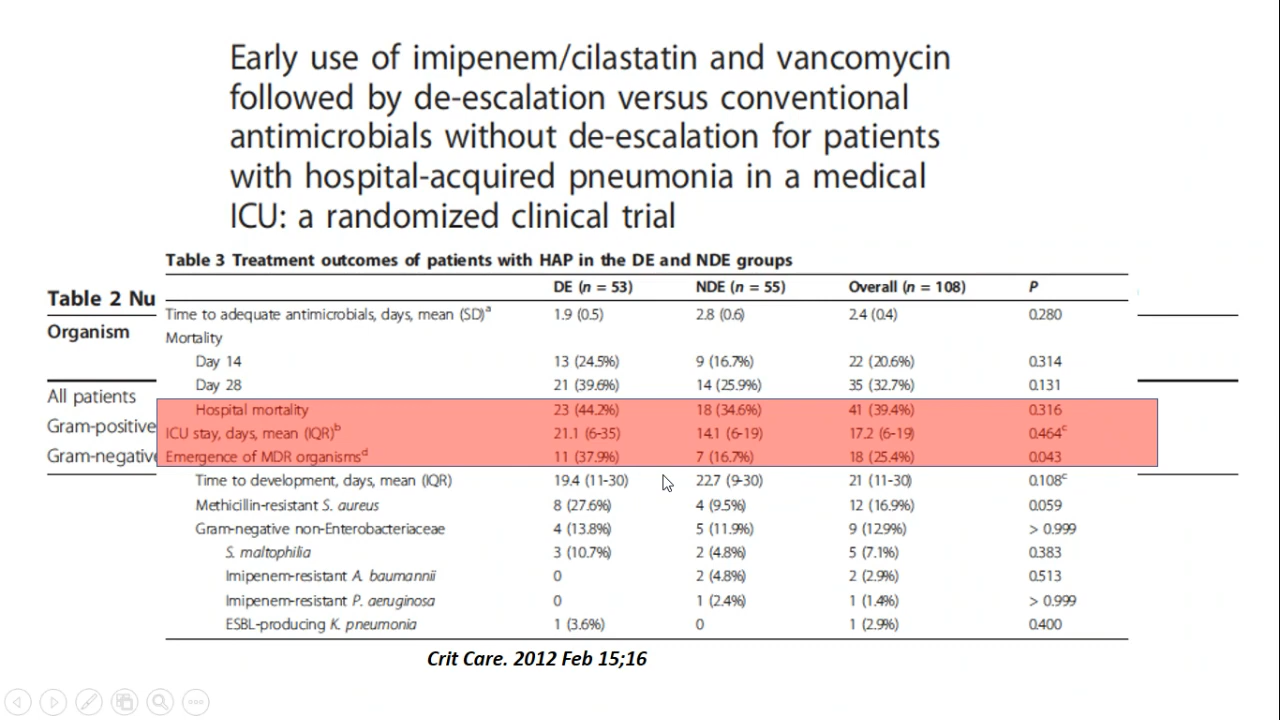 Early use of imipenem/cilastatin and vancomycin
followed by de-escalation versus conventional
antimicrobials without de-escalation for patients
with hospital-acquired pneumonia in a medical
ICU: a randomized clinical trial
Table 2 Nu
Organism
All patients
Gram-positive
Gram-negative
Table 3 Treatment outcomes of patients with HAP in the DE and NDE groups
DE (n = 53) NDE (n = 55) Overall (n = 108) P
Time to adequate antimicrobials, days, mean (SD)a 1.9 (0.5) 2.8 (0.6) 2.4 (0.4) 0.280
Mortality
Day 14 13 (24.5%) 9 (16.7%) 22 (20.6%) 0.314
Day 28 21 (39.6%) 14 (25.9%) 35 (32.7%) 0.131
Hospital mortality 23 (44.2%) 18 (34.6%) 41 (39.4%) 0.316
ICU stay, days, mean (IQR)b 21.1 (6-35) 14.1 (6-19) 17.2 (6-19) 0.464c
Emergence of MDR organismsd 11 (37.9%) 7 (16.7%) 18 (25.4%) 0.043
Time to development, days, mean (IQR) 19.4 (11-30) 22.7 (9-30) 21 (11-30) 0.108c
Methicillin-resistant S. aureus 8 (27.6%) 4 (9.5%) 12 (16.9%) 0.059
Gram-negative non-Enterobacteriaceae 4 (13.8%) 5 (11.9%) 9 (12.9%) > 0.999
S. maltophilia 3 (10.7%) 2 (4.8%) 5 (7.1%) 0.383
Imipenem-resistant A. baumannii 0 2 (4.8%) 2 (2.9%) 0.513
Imipenem-resistant P. aeruginosa 0 1 (2.4%) 1 (1.4%) > 0.999
ESBL-producing K. pneumonia 1 (3.6%) 0 1 (2.9%) 0.400
Crit Care. 2012 Feb 15;16